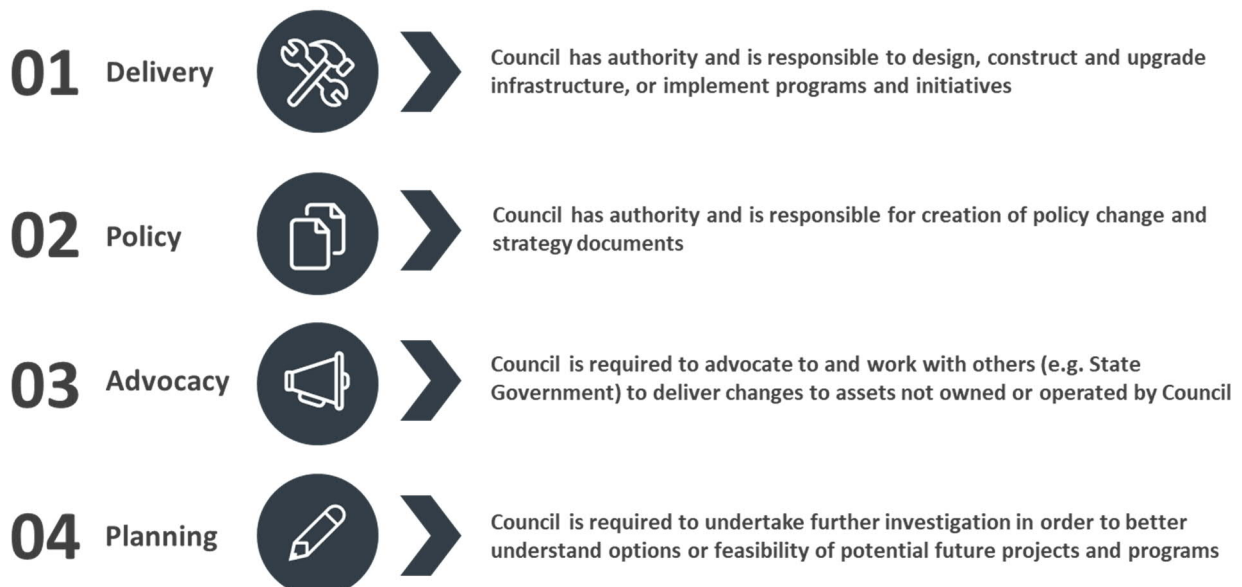 01 Delivery
Council has authority and is responsible to design, construct and upgrade
infrastructure, or implement programs and initiatives
02 Policy
Council has authority and is responsible for creation of policy change and
strategy documents
03 Advocacy
Council is required to advocate to and work with others (e.g. State
Government) to deliver changes to assets not owned or operated by Council
04 Planning
Council is required to undertake further investigation in order to better
understand options or feasibility of potential future projects and programs